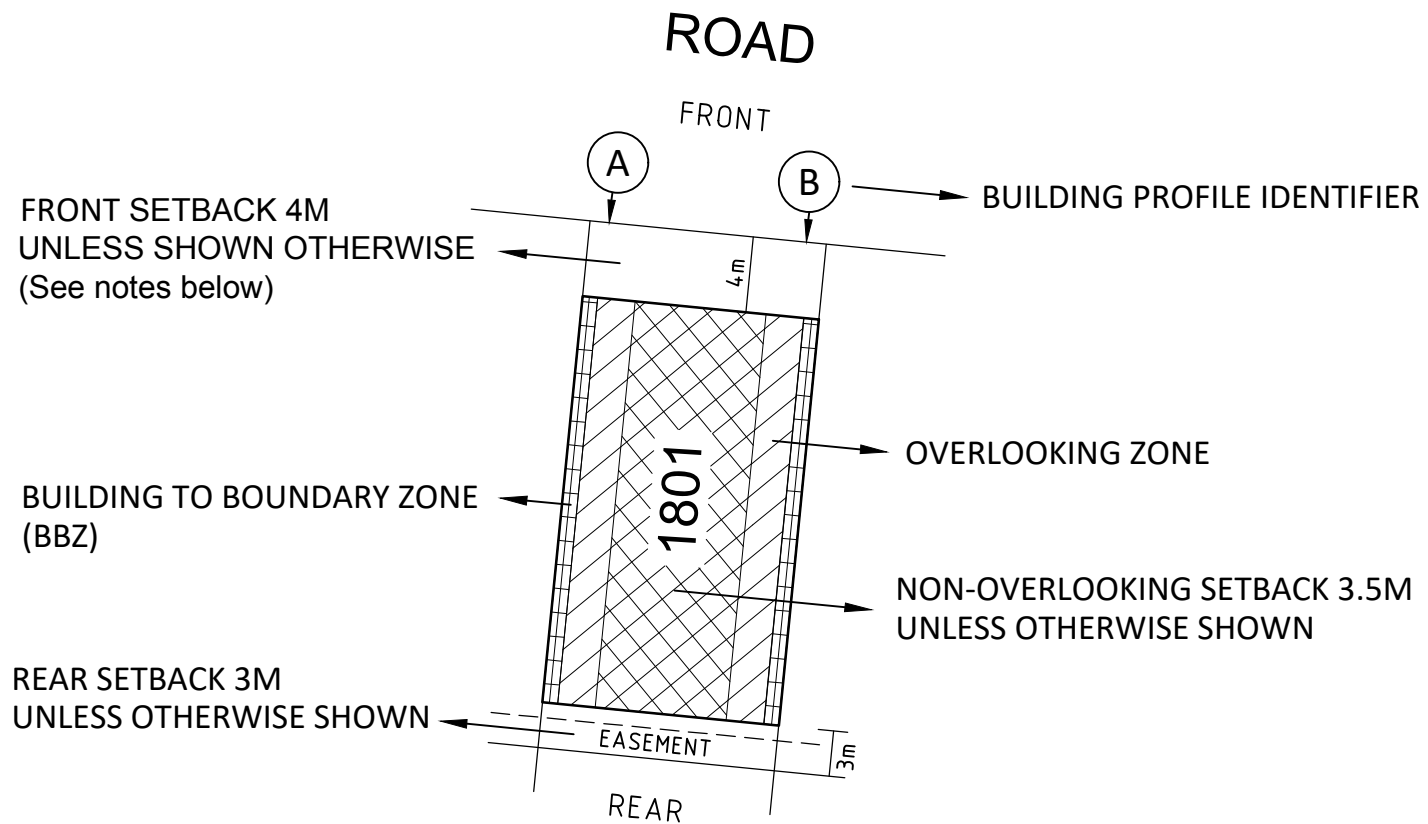 ROAD
FRONT
A
B
BUILDING PROFILE IDENTIFIER
FRONT SETBACK 4M
UNLESS SHOWN OTHERWISE
(See notes below)
4m
OVERLOOKING ZONE
1801
BUILDING TO BOUNDARY ZONE
(BBZ)
NON-OVERLOOKING SETBACK 3.5M
UNLESS OTHERWISE SHOWN
REAR SETBACK 3M
UNLESS OTHERWISE SHOWN
EASEMENT
3m
REAR